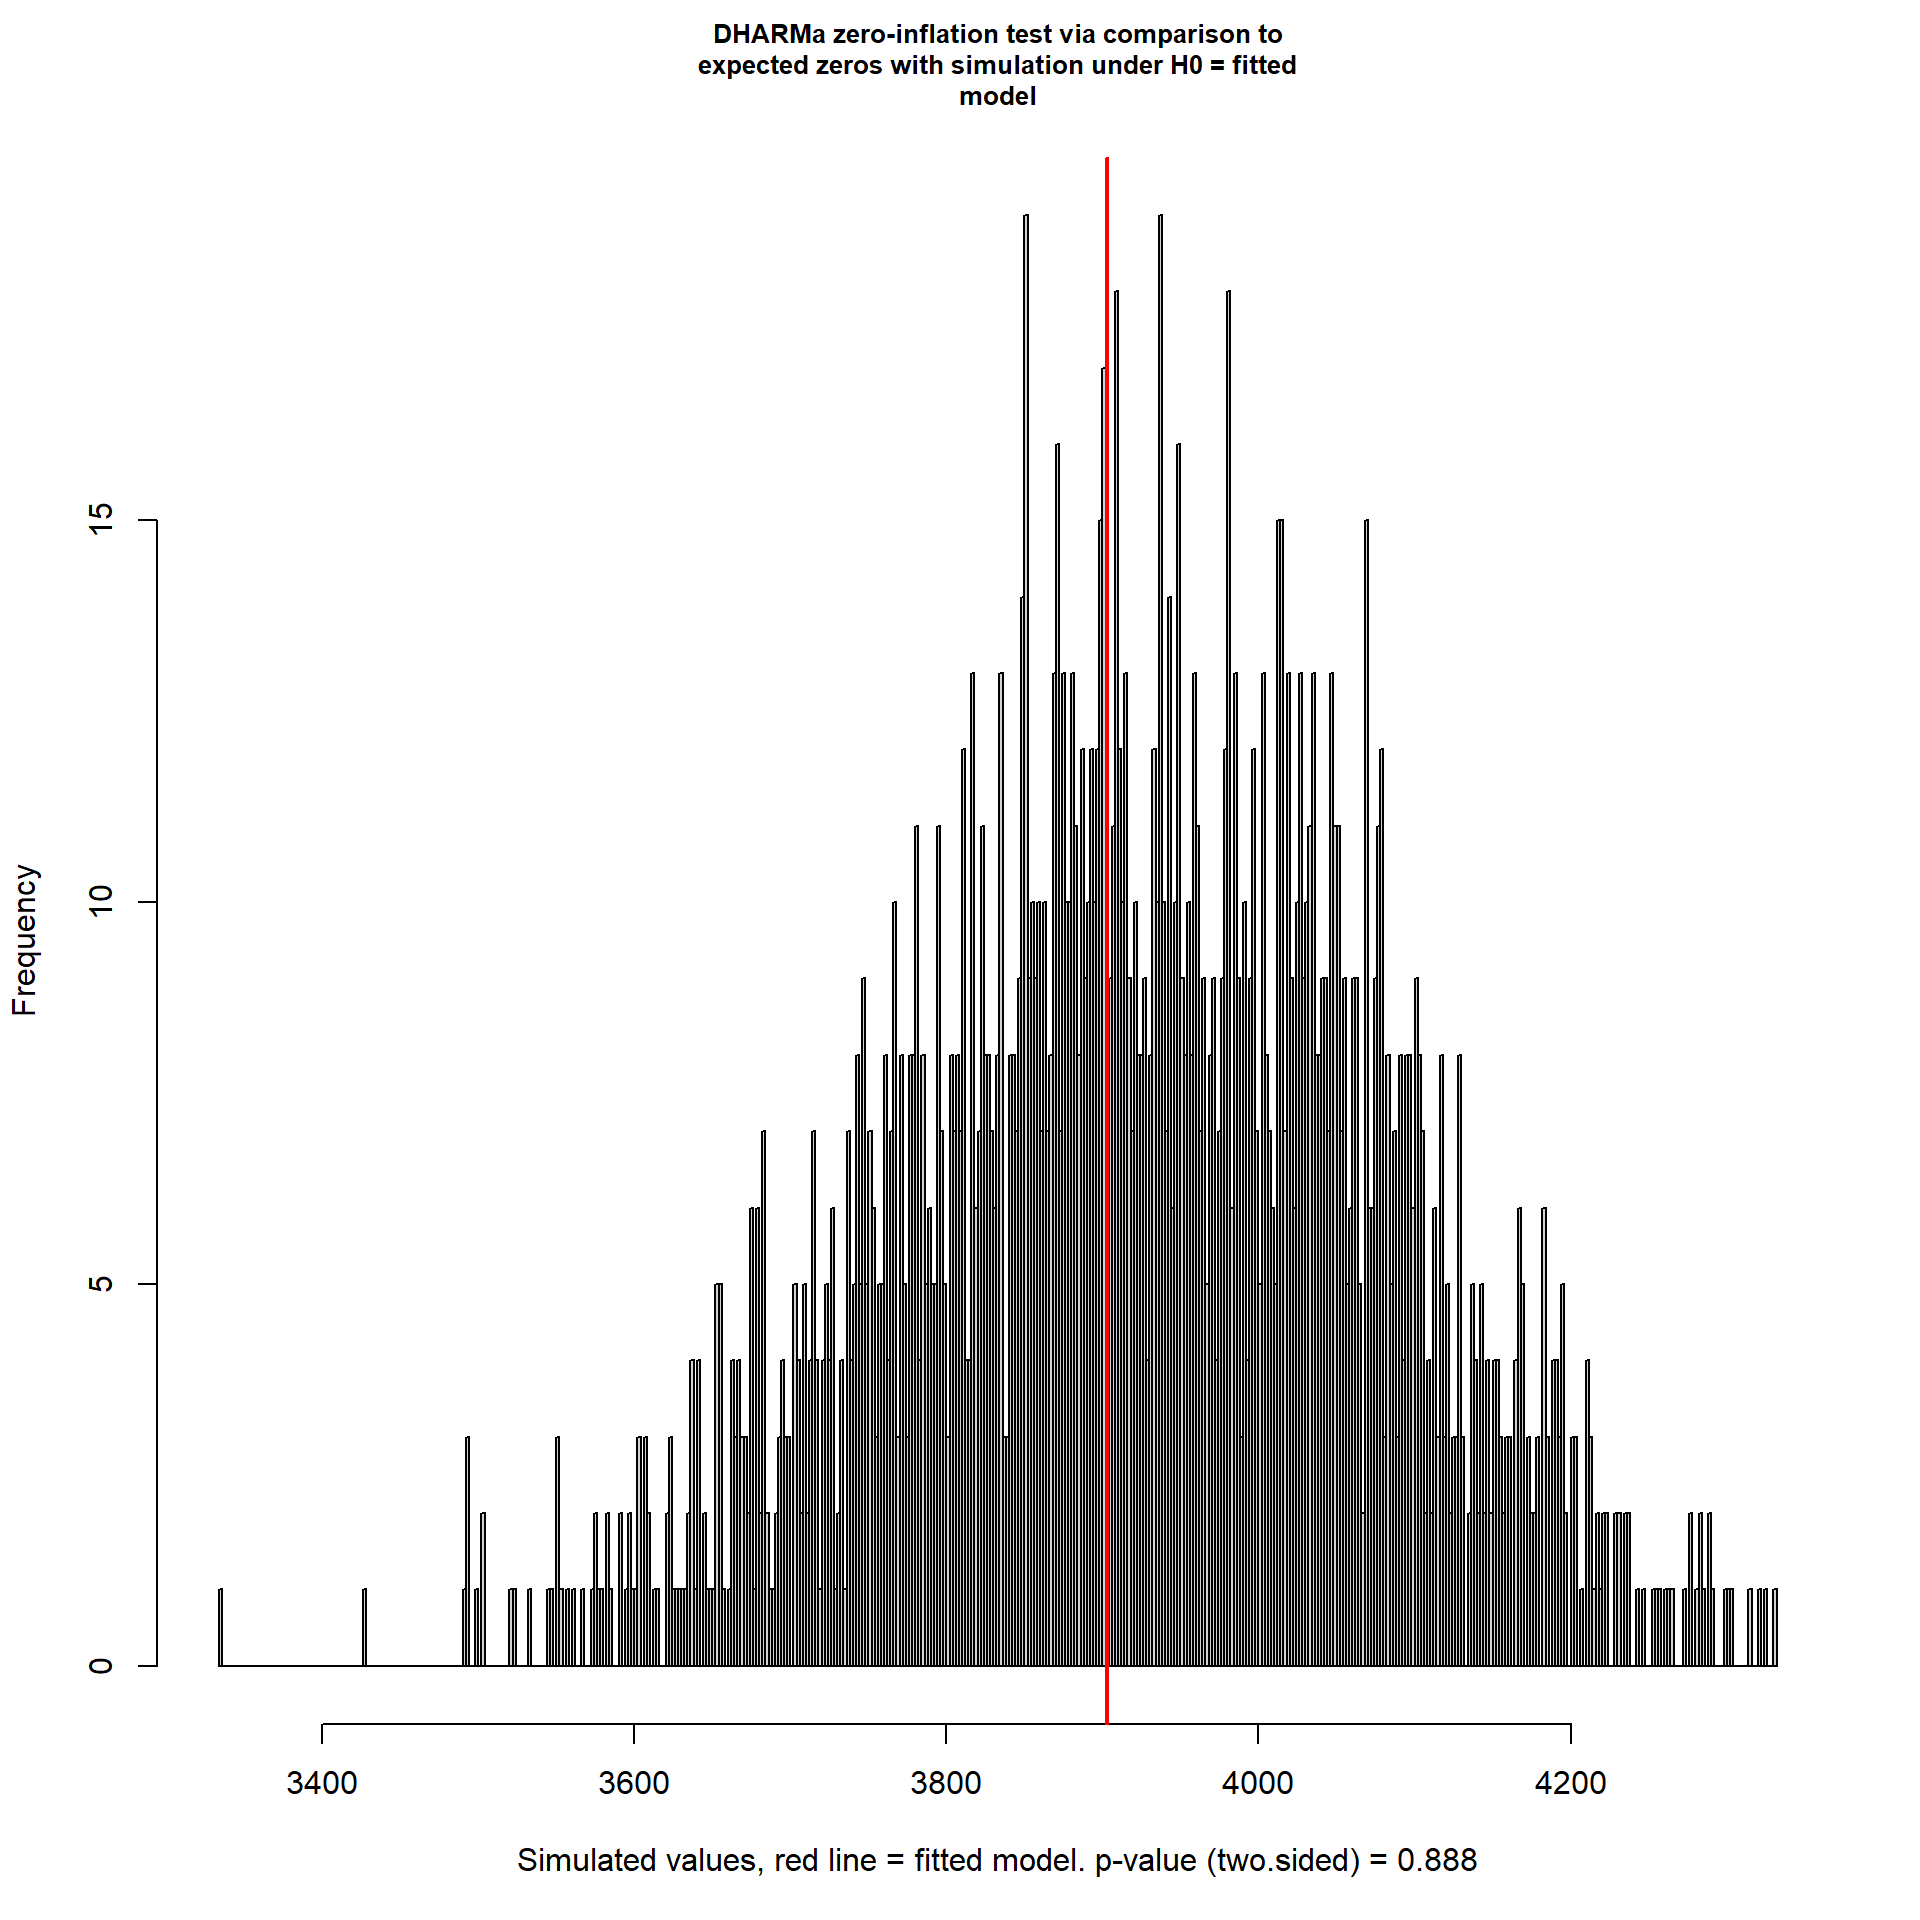 DHARMa zero-inflation test via comparison to
expected zeros with simulation under H0 = fitted
model
Frequency
15
10
5
0
3400 3600 3800 4000 4200
Simulated values, red line = fitted model. p-value (two.sided) = 0.888